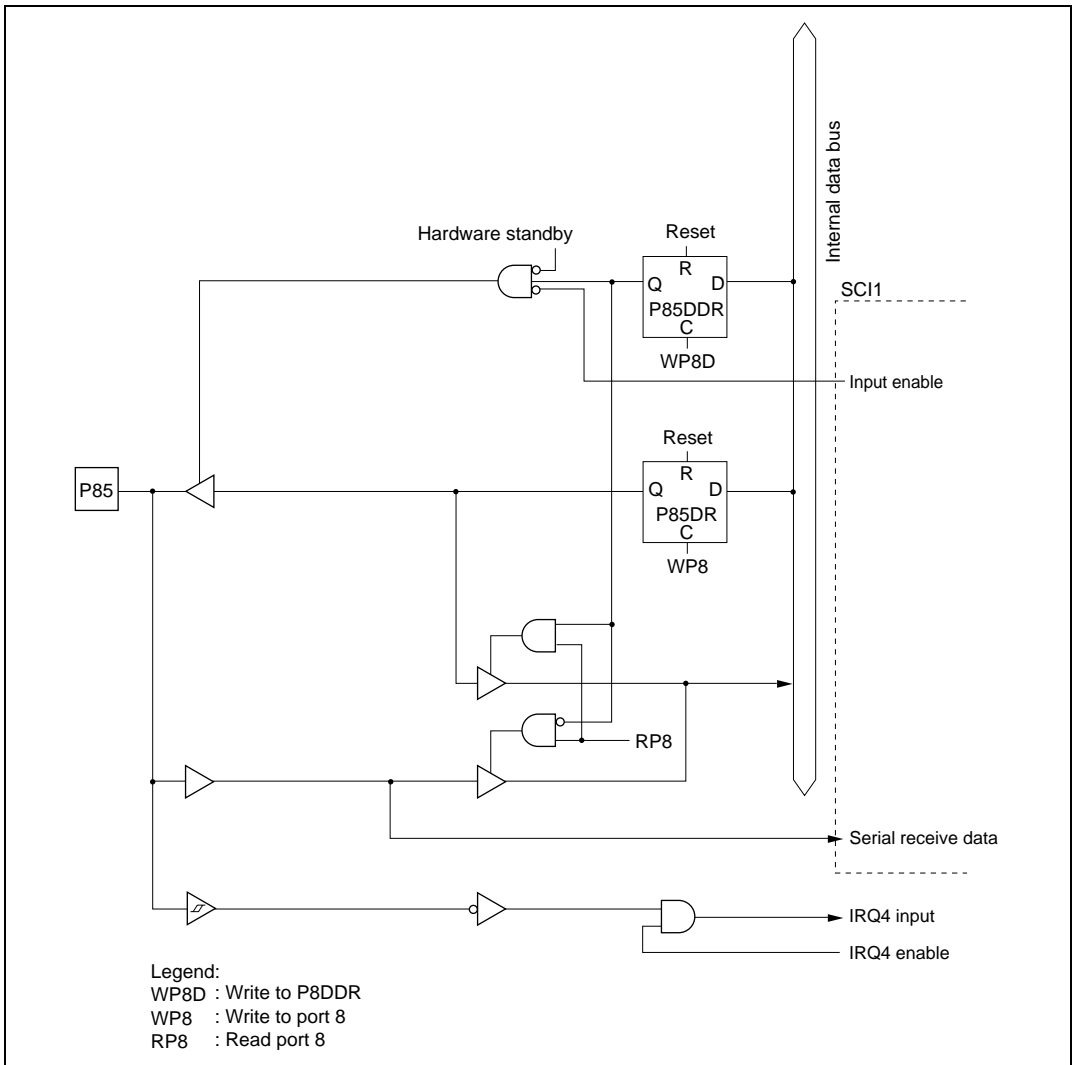 Internal data bus
Hardware standby
Reset
R
Q D
P85DDR
C
WP8D
SCI1
Input enable
Reset
R
Q D
P85DR
C
WP8
P85
RP8
Serial receive data
IRQ4 input
IRQ4 enable
Legend:
WP8D : Write to P8DDR
WP8 : Write to port 8
RP8 : Read port 8